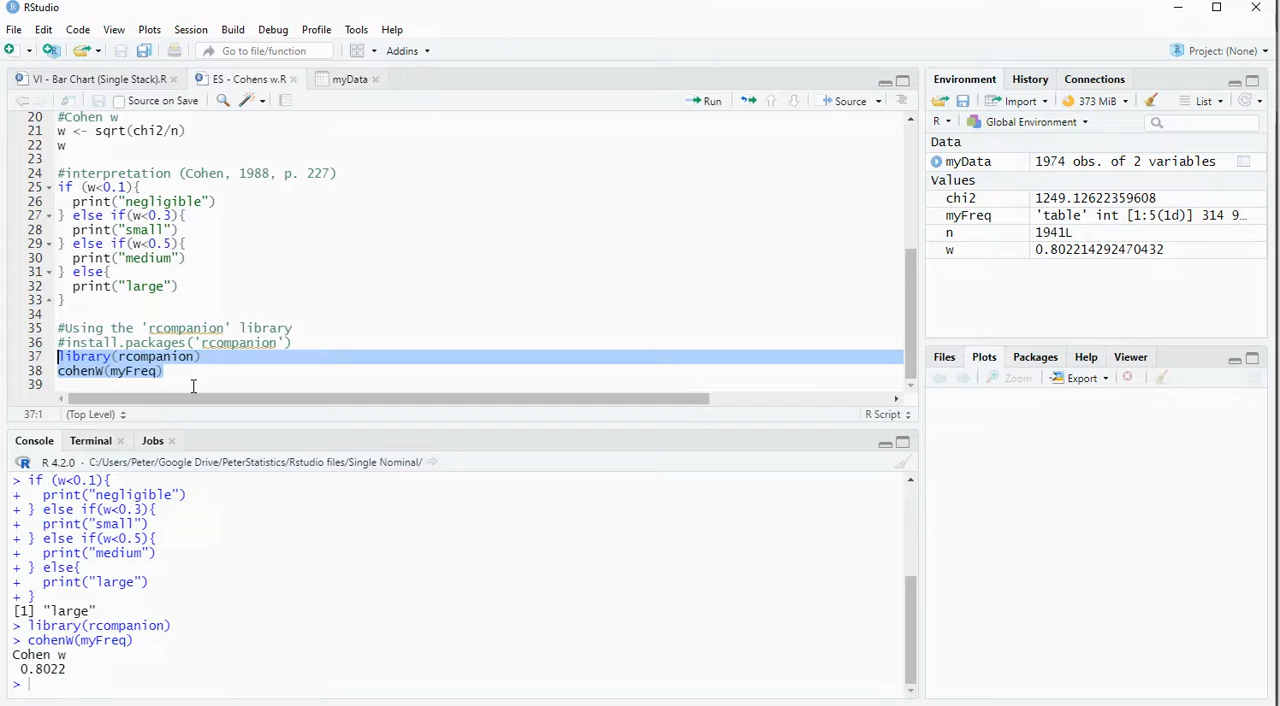 RStudio
File Edit Code View Plots Session Build Debug Profile Tools Help
Go to file/function Addins Project: (None)
VI - Bar Chart (Single Stack).R ES - Cohens w.R myData
Source on Save Run Source
20 #Cohen w
21 w <- sqrt(chi2/n)
22 w
23
24 #interpretation (Cohen, 1988, p. 227)
25 if (w<0.1){
26 print("negligible")
27 } else if(w<0.3){
28 print("small")
29 } else if(w<0.5){
30 print("medium")
31 } else{
32 print("large")
33 }
34
35 #Using the 'rcompanion' library
36 #install.packages('rcompanion')
37 library(rcompanion)
38 cohenW(myFreq)
39
37:1 (Top Level) R Script
Console Terminal Jobs
R 4.2.0 · C:/Users/Peter/Google Drive/PeterStatistics/Rstudio files/Single Nominal/
> if (w<0.1){
+ print("negligible")
+ } else if(w<0.3){
+ print("small")
+ } else if(w<0.5){
+ print("medium")
+ } else{
+ print("large")
+ }
[1] "large"
> library(rcompanion)
> cohenW(myFreq)
Cohen w
0.8022
>
Environment History Connections
Import 373 MiB List
R Global Environment
Data
myData 1974 obs. of 2 variables
Values
chi2 1249.12622359608
myFreq 'table' int [1:5(1d)] 314 9…
n 1941L
w 0.802214292470432
Files Plots Packages Help Viewer
Zoom Export